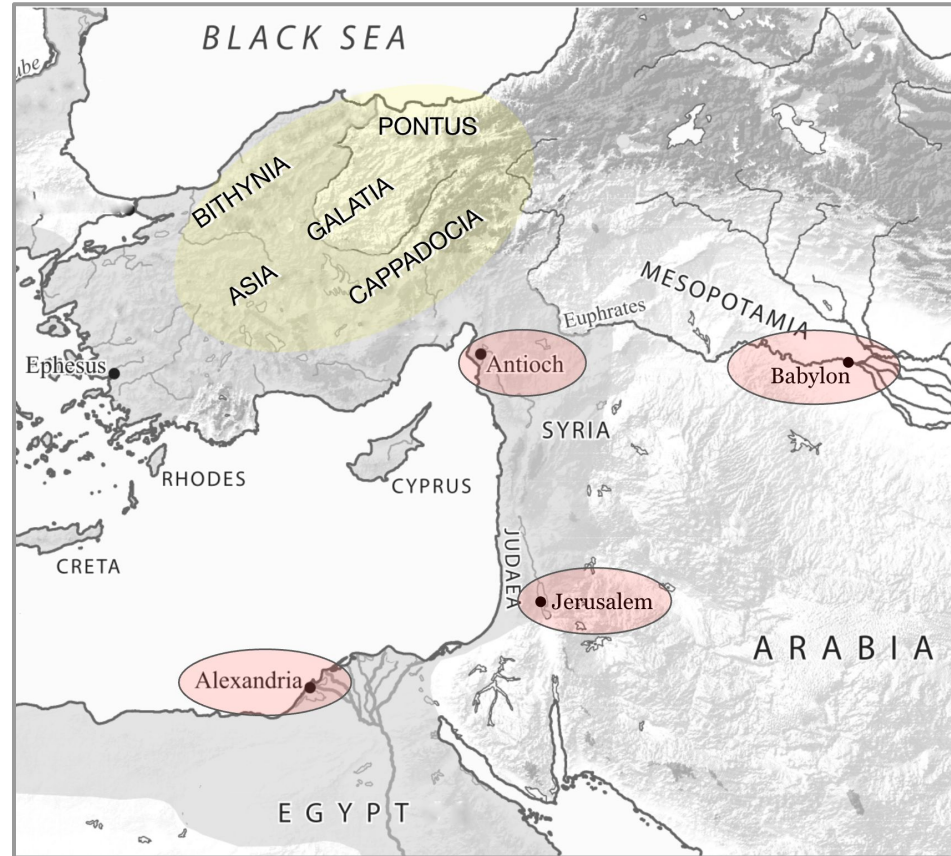 BLACK SEA
ube
PONTUS
BITHYNIA
GALATIA
CAPPADOCIA
ASIA
MESOPOTAMIA
Euphrates
Ephesus
Antioch
Babylon
SYRIA
RHODES
CYPRUS
CRETA
JUDAEA
Jerusalem
ARABIA
Alexandria
EGYPT